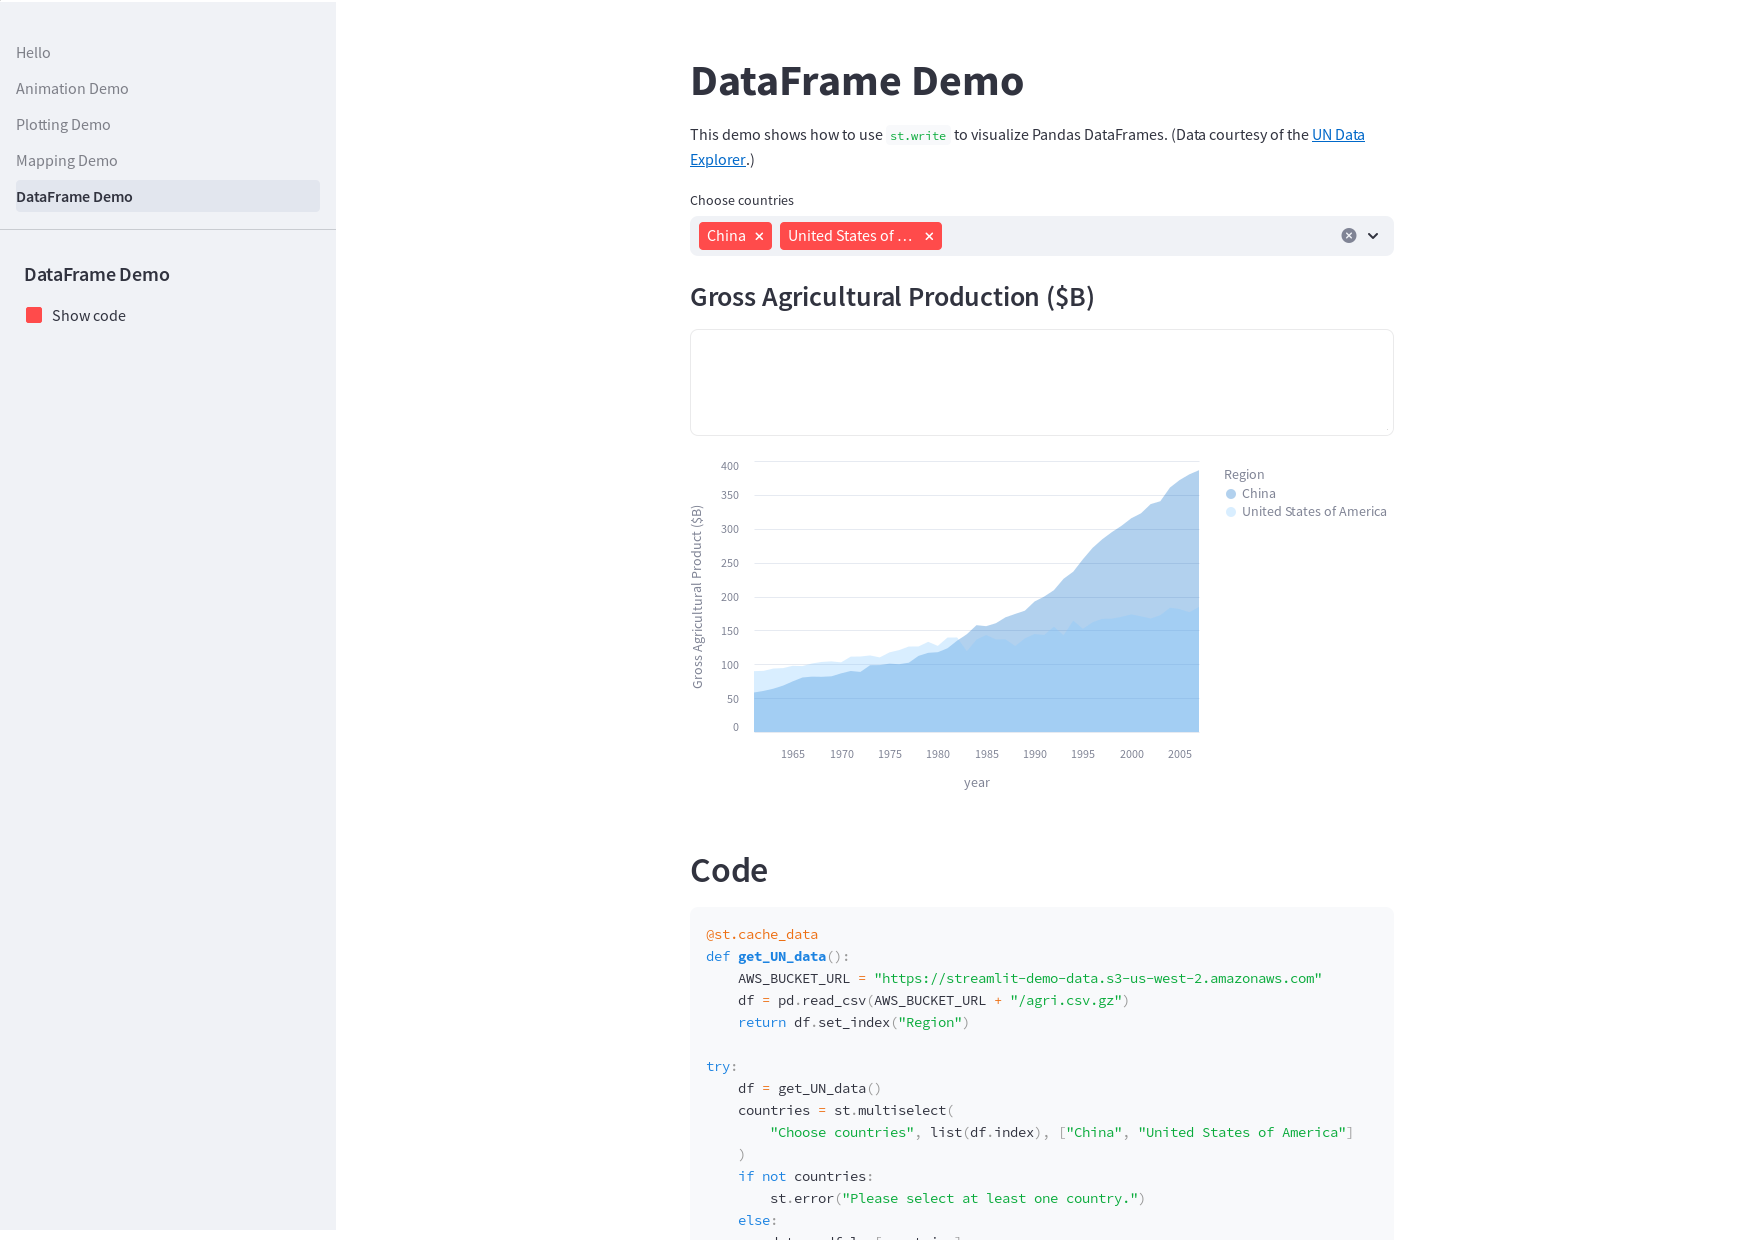 Hello
Animation Demo
Plotting Demo
Mapping Demo
DataFrame Demo
DataFrame Demo
Show code
DataFrame Demo
This demo shows how to use st.write to visualize Pandas DataFrames. (Data courtesy of the UN Data
Explorer.)
Choose countries
China
United States of ...
Gross Agricultural Production ($B)
Gross Agricultural Product ($B)
400
350
300
250
200
150
100
50
0
1965 1970 1975 1980 1985 1990 1995 2000 2005
year
Region
China
United States of America
Code
@st.cache_data
def get_UN_data():
    AWS_BUCKET_URL = "https://streamlit-demo-data.s3-us-west-2.amazonaws.com"
    df = pd.read_csv(AWS_BUCKET_URL + "/agri.csv.gz")
    return df.set_index("Region")
try:
    df = get_UN_data()
    countries = st.multiselect(
        "Choose countries", list(df.index), ["China", "United States of America"]
    )
    if not countries:
        st.error("Please select at least one country.")
    else: